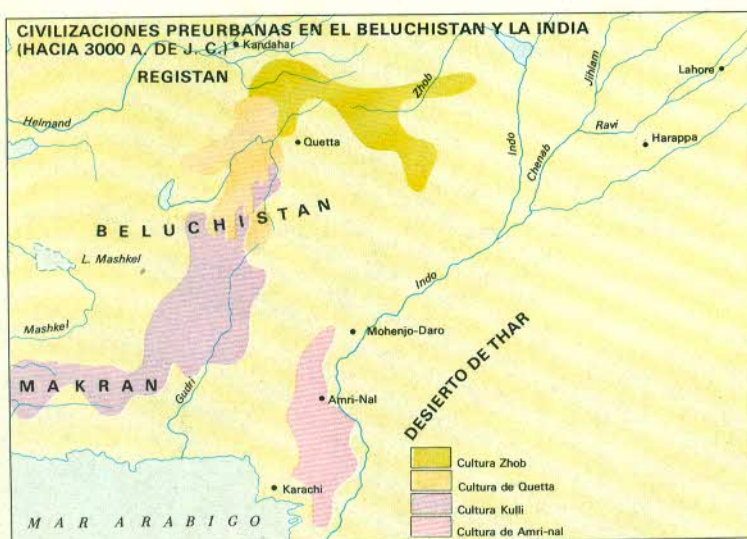 CIVILIZACIONES PREURBANAS EN EL BELUCHISTAN Y LA INDIA
(HACIA 3000 A. DE J. C.)
Kandahar
REGISTAN
Zhob
Jihlam
Lahore
Helmand
Quetta
Indo
Chenab
Ravi
Harappa
BELUCHISTAN
L. Mashkel
Indo
Mashkel
Mohenjo-Daro
MAKRAN
Gudri
Amri-Nal
DESIERTO DE THAR
Karachi
MAR ARABIGO
Cultura Zhob
Cultura de Quetta
Cultura Kulli
Cultura de Amri-nal